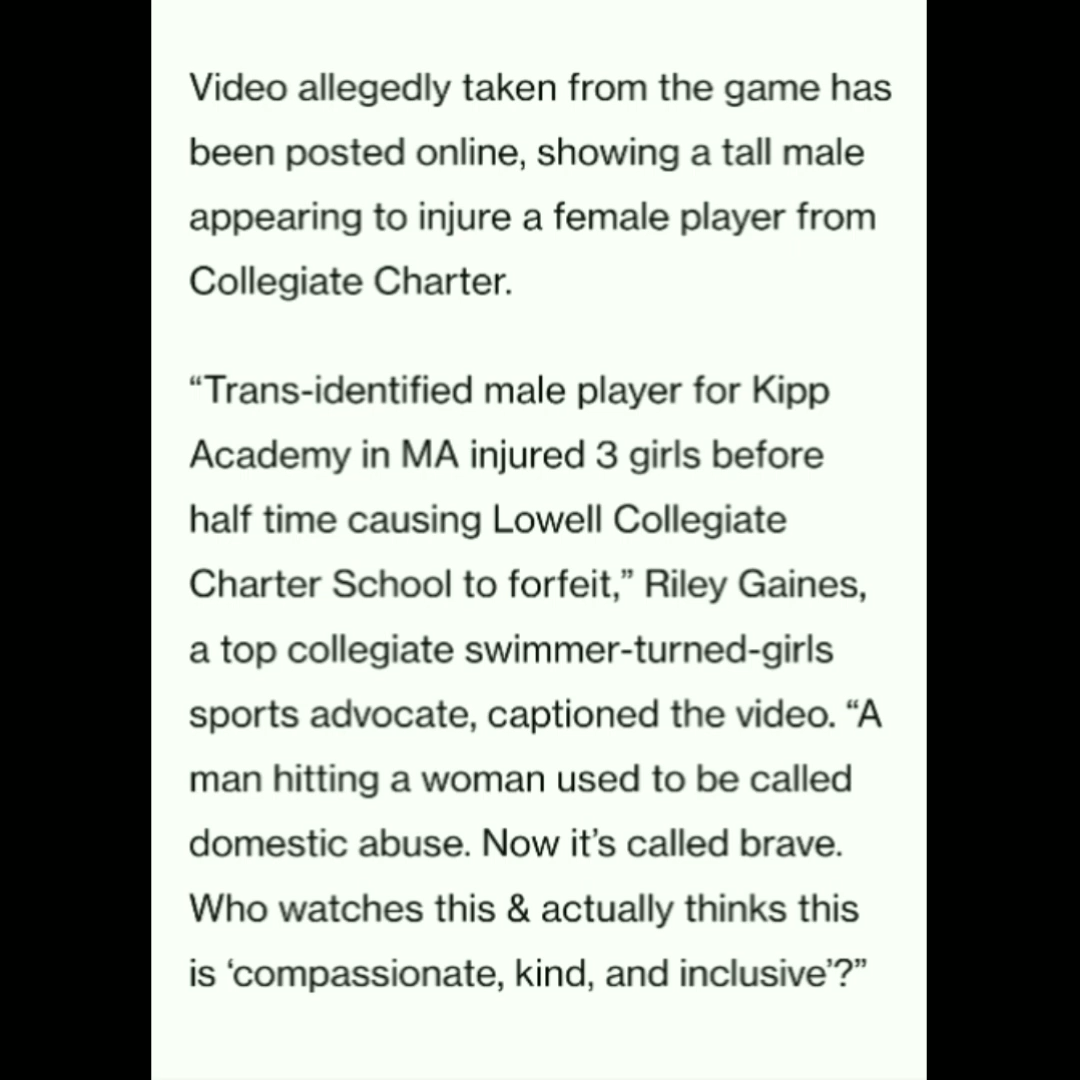 Video allegedly taken from the game has
been posted online, showing a tall male
appearing to injure a female player from
Collegiate Charter.
“Trans-identified male player for Kipp
Academy in MA injured 3 girls before
half time causing Lowell Collegiate
Charter School to forfeit,” Riley Gaines,
a top collegiate swimmer-turned-girls
sports advocate, captioned the video. “A
man hitting a woman used to be called
domestic abuse. Now it’s called brave.
Who watches this & actually thinks this
is ‘compassionate, kind, and inclusive’?”